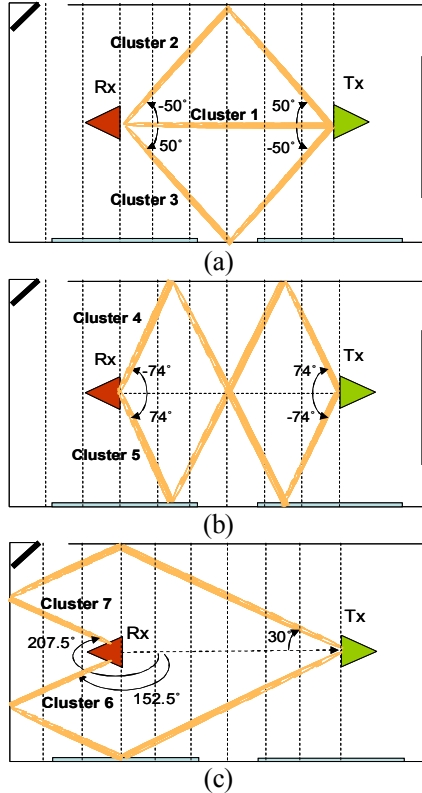 Cluster 2
Rx
Tx
-50˚
Cluster 1
50˚
50˚
-50˚
Cluster 3
(a)
Cluster 4
Rx
Tx
-74˚
74˚
74˚
-74˚
Cluster 5
(b)
Cluster 7
Tx
Rx
207.5˚
30˚
Cluster 6
152.5˚
(c)